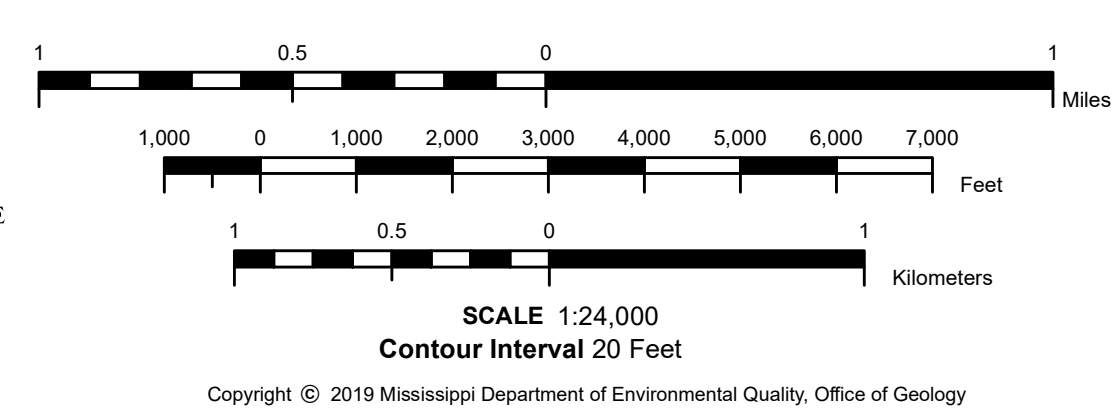 1 0.5 0 1
Miles
1,000 0 1,000 2,000 3,000 4,000 5,000 6,000 7,000
Feet
E
1 0.5 0 1
Kilometers
SCALE 1:24,000
Contour Interval 20 Feet
Copyright © 2019 Mississippi Department of Environmental Quality, Office of Geology